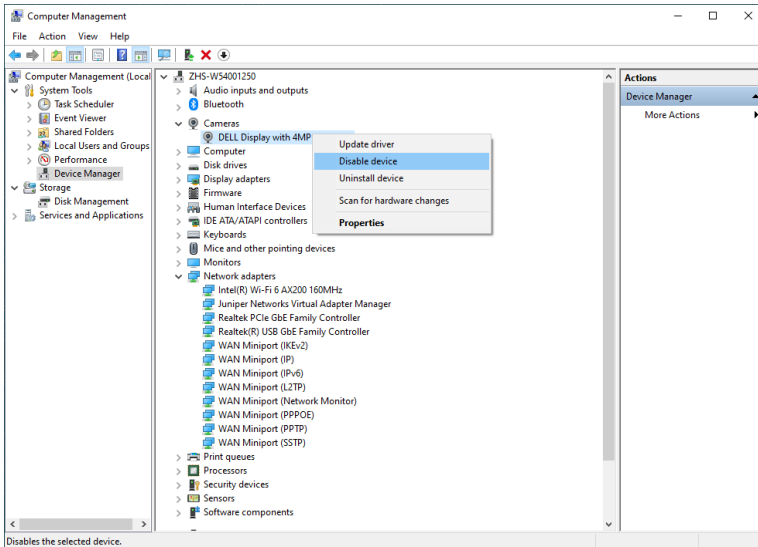 Computer Management
File Action View Help
Computer Management (Local
System Tools
Task Scheduler
Event Viewer
Shared Folders
Local Users and Groups
Performance
Device Manager
Storage
Disk Management
Services and Applications
ZHS-W54001250
Audio inputs and outputs
Bluetooth
Cameras
DELL Display with 4MP
Computer
Disk drives
Display adapters
Firmware
Human Interface Devices
IDE ATA/ATAPI controllers
Keyboards
Mice and other pointing devices
Monitors
Network adapters
Intel(R) Wi-Fi 6 AX200 160MHz
Juniper Networks Virtual Adapter Manager
Realtek PCIe GbE Family Controller
Realtek(R) USB GbE Family Controller
WAN Miniport (IKEv2)
WAN Miniport (IP)
WAN Miniport (IPv6)
WAN Miniport (L2TP)
WAN Miniport (Network Monitor)
WAN Miniport (PPPOE)
WAN Miniport (PPTP)
WAN Miniport (SSTP)
Print queues
Processors
Security devices
Sensors
Software components
Update driver
Disable device
Uninstall device
Scan for hardware changes
Properties
Actions
Device Manager
More Actions
Disables the selected device.